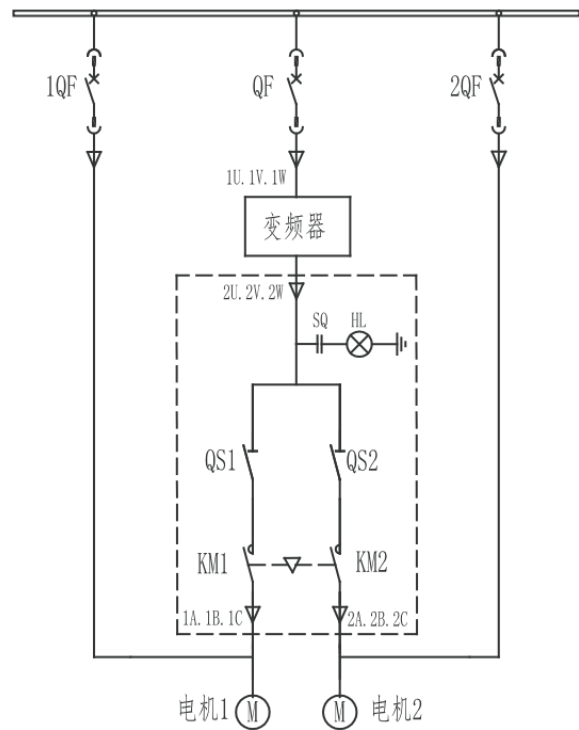 1QF
QF
2QF
1U.1V.1W
变频器
2U.2V.2W
SQ
HL
QS1
QS2
KM1
KM2
1A.1B.1C
2A.2B.2C
电机1
M
M
电机2